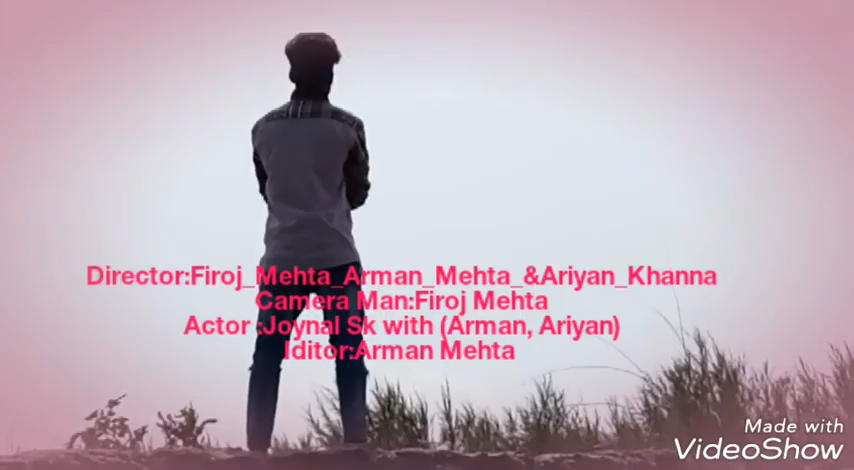 Director:Firoj_Mehta_Arman_Mehta_&Ariyan_Khanna
Camera Man:Firoj Mehta
Actor :Joynal Sk with (Arman, Ariyan)
Iditor:Arman Mehta
Made with
VideoShow